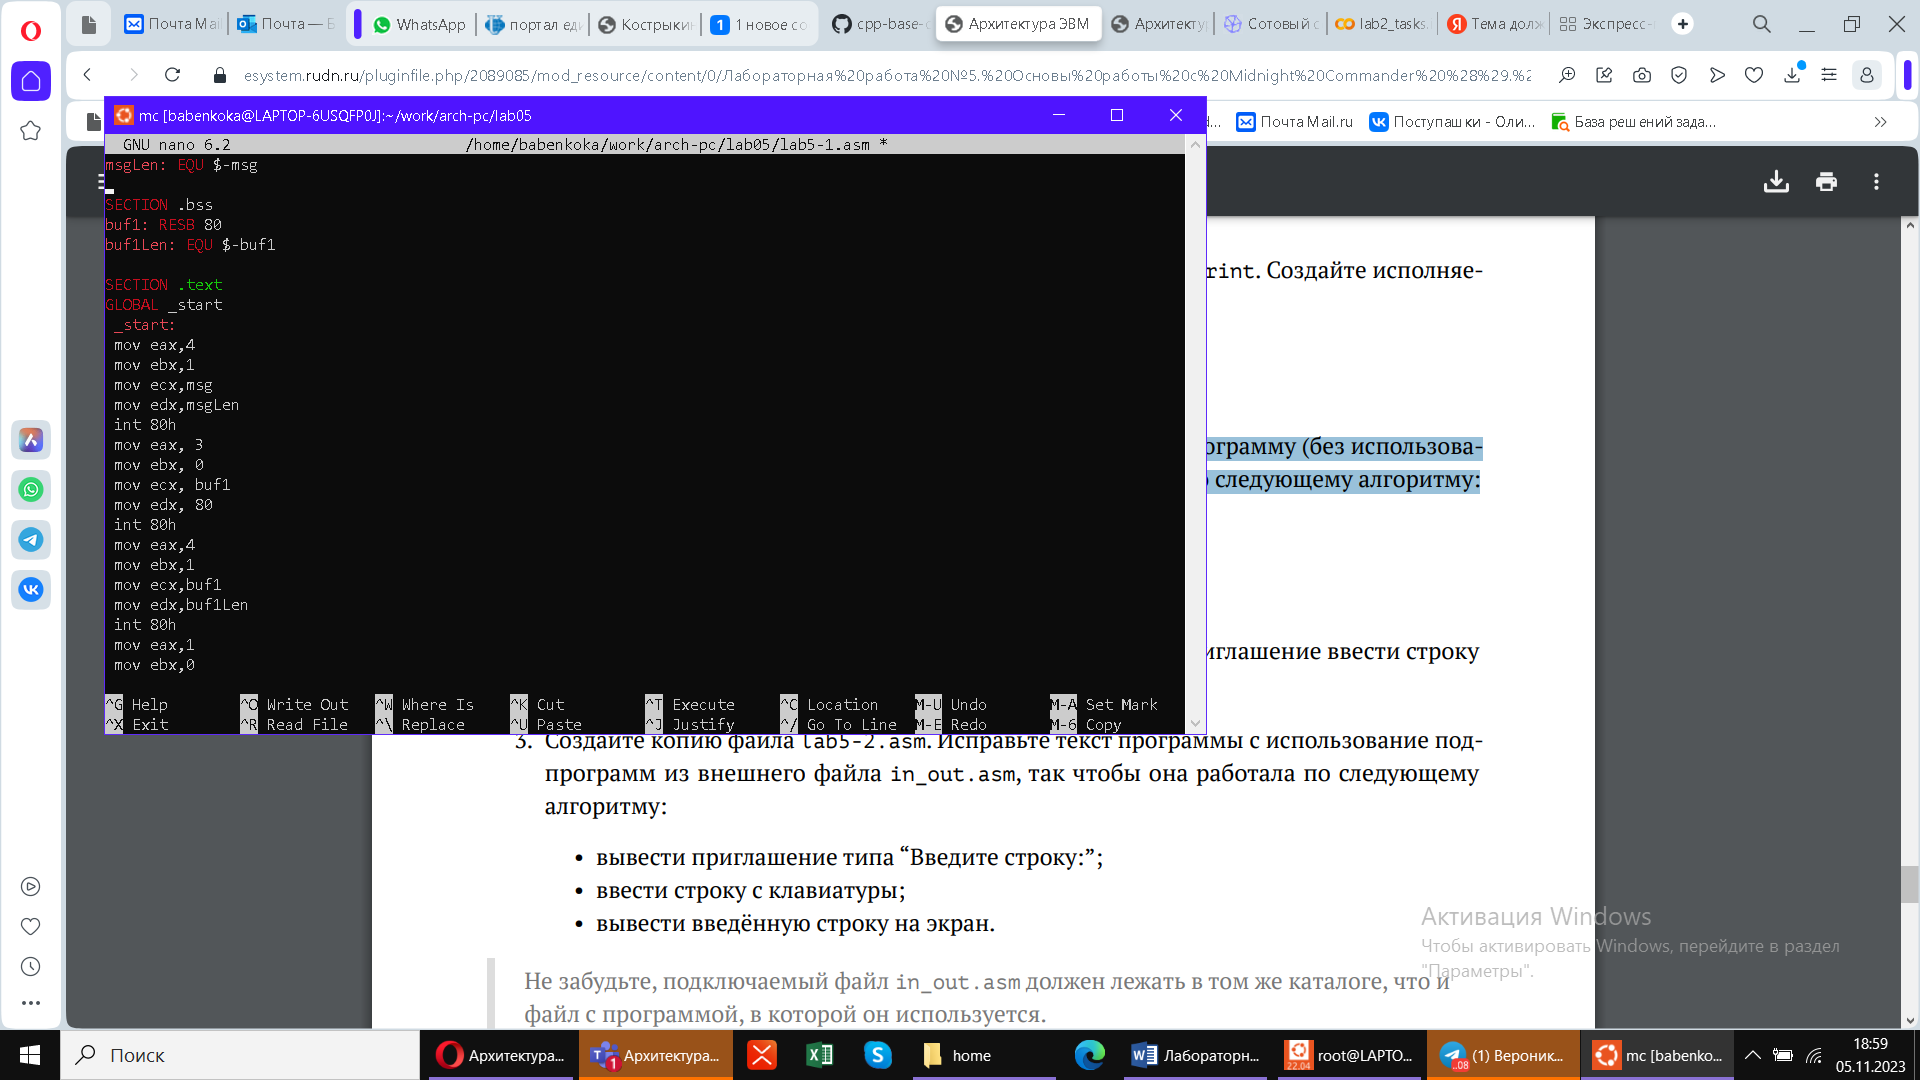 Почта Mai
Почта — Б
WhatsApp
портал еди
Кострыкин
1 новое со
cpp-base-c
Архитектура ЭВМ
Архитекту
Сотовый с
lab2_tasks.
Тема долж
Экспресс-
esystem.rudn.ru/pluginfile.php/2089085/mod_resource/content/0/Лабораторная%20работа%20№5.%20Основы%20работы%20с%20Midnight%20Commander%20%28%29.%2
Почта Mail.ru
Поступашки - Оли...
База решений зада...
mc [babenkoka@LAPTOP-6USQFP0J]:~/work/arch-pc/lab05
GNU nano 6.2 /home/babenkoka/work/arch-pc/lab05/lab5-1.asm *
msgLen: EQU $-msg
SECTION .bss
buf1: RESB 80
buf1Len: EQU $-buf1
SECTION .text
GLOBAL _start
_start:
mov eax,4
mov ebx,1
mov ecx,msg
mov edx,msgLen
int 80h
mov eax, 3
mov ebx, 0
mov ecx, buf1
mov edx, 80
int 80h
mov eax,4
mov ebx,1
mov ecx,buf1
mov edx,buf1Len
int 80h
mov eax,1
mov ebx,0
^G Help ^O Write Out ^W Where Is ^K Cut ^T Execute ^C Location M-U Undo M-A Set Mark
^X Exit ^R Read File ^\ Replace ^U Paste ^J Justify ^/ Go To Line M-E Redo M-6 Copy
rint. Создайте исполняе-
ограмму (без использова-
следующему алгоритму:
иглашение ввести строку
3. Создайте копию файла lab5-2.asm. Исправьте текст программы с использование под-
программ из внешнего файла in_out.asm, так чтобы она работала по следующему
алгоритму:
• вывести приглашение типа “Введите строку:”;
• ввести строку с клавиатуры;
• вывести введённую строку на экран.
Не забудьте, подключаемый файл in_out.asm должен лежать в том же каталоге, что и
файл с программой, в которой он используется.
Активация Windows
Чтобы активировать Windows, перейдите в раздел
"Параметры".
Поиск
Архитектура...
1
Архитектура...
home
Лабораторн...
22.04
root@LAPTO...
..08
(1) Вероник...
mc [babenko...
18:59
05.11.2023